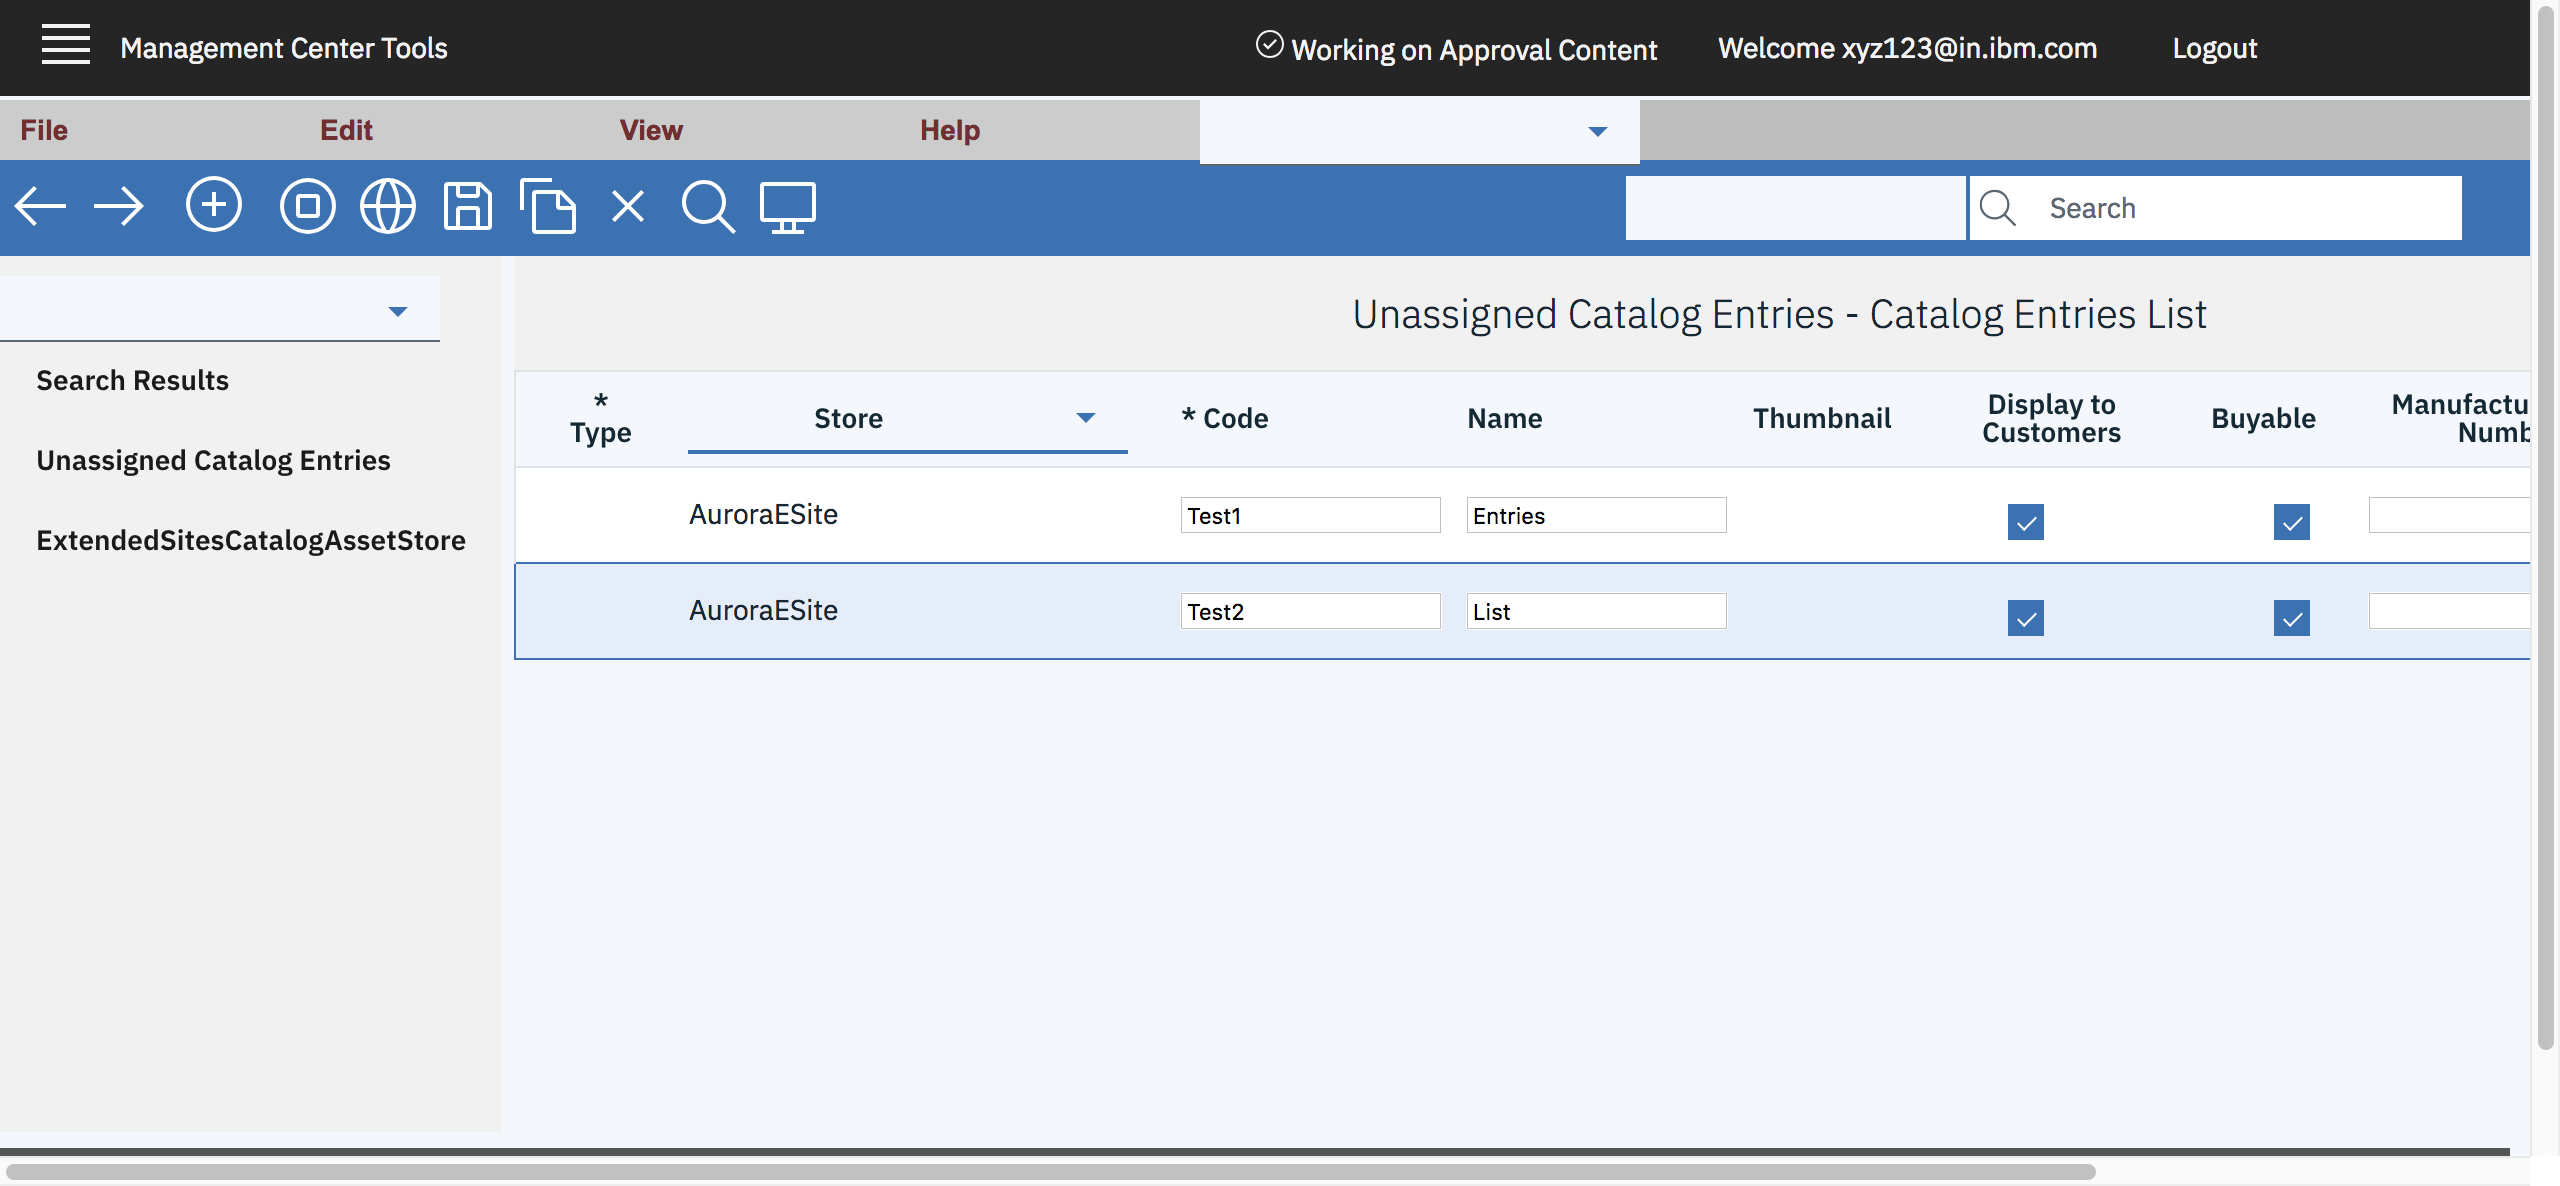 Management Center Tools
Working on Approval Content
Welcome xyz123@in.ibm.com
Logout
File
Edit
View
Help
Search
Search Results
Unassigned Catalog Entries
ExtendedSitesCatalogAssetStore
Unassigned Catalog Entries - Catalog Entries List
* Type
Store
* Code
Name
Thumbnail
Display to
Customers
Buyable
AuroraESite
Test1
Entries
AuroraESite
Test2
List